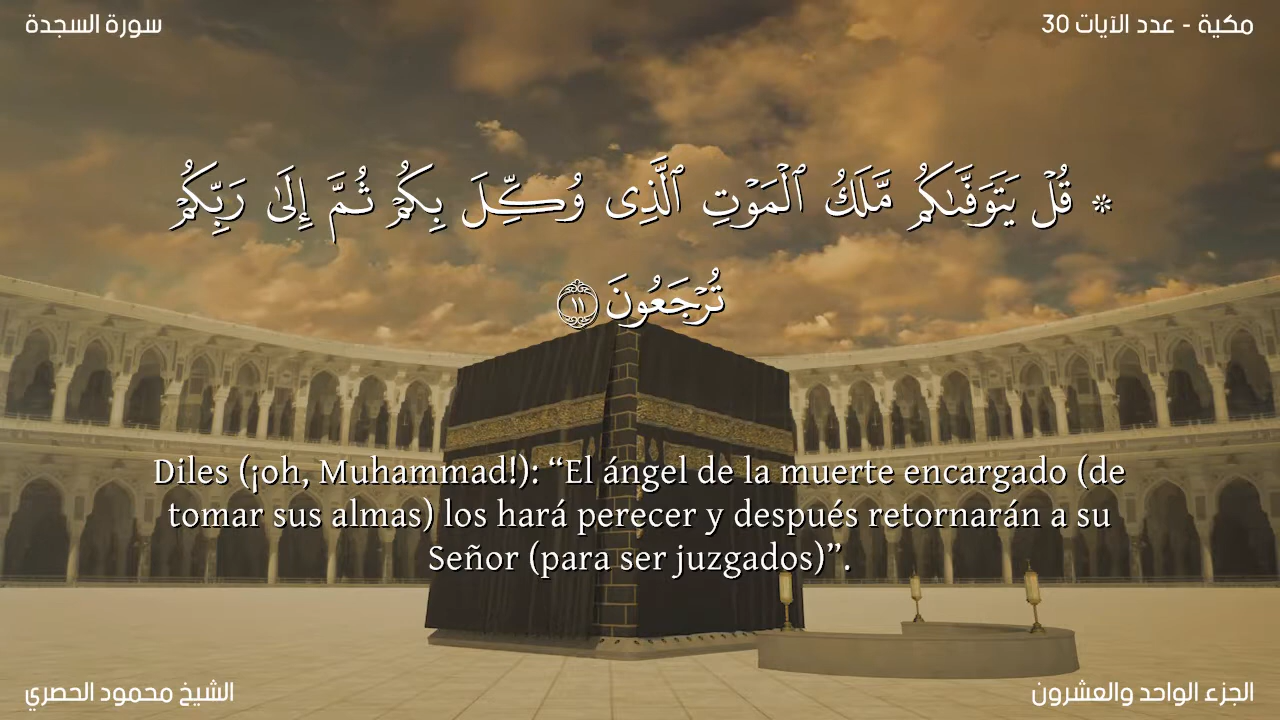 سورة السجدة
مكية - عدد الآيات 30
۞ قُلْ يَتَوَفَّىٰكُم مَّلَكُ ٱلْمَوْتِ ٱلَّذِى وُكِّلَ بِكُمْ ثُمَّ إِلَىٰ رَبِّكُمْ
تُرْجَعُونَ ١١
Diles (¡oh, Muhammad!): “El ángel de la muerte encargado (de
tomar sus almas) los hará perecer y después retornarán a su
Señor (para ser juzgados)”.
الشيخ محمود الحصري
الجزء الواحد والعشرون